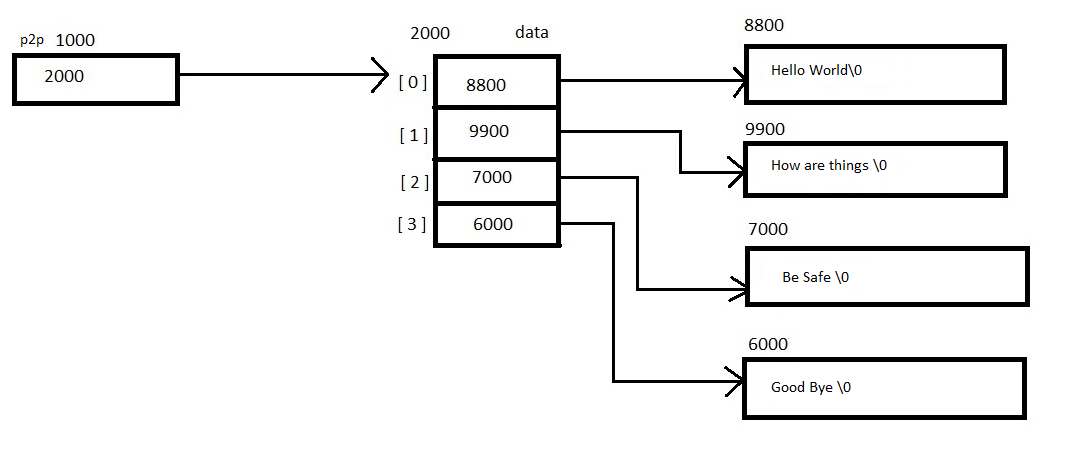 p2p 1000
2000
2000 data
[ 0 ] 8800
[ 1 ] 9900
[ 2 ] 7000
[ 3 ] 6000
8800
Hello World\0
9900
How are things \0
7000
Be Safe \0
6000
Good Bye \0